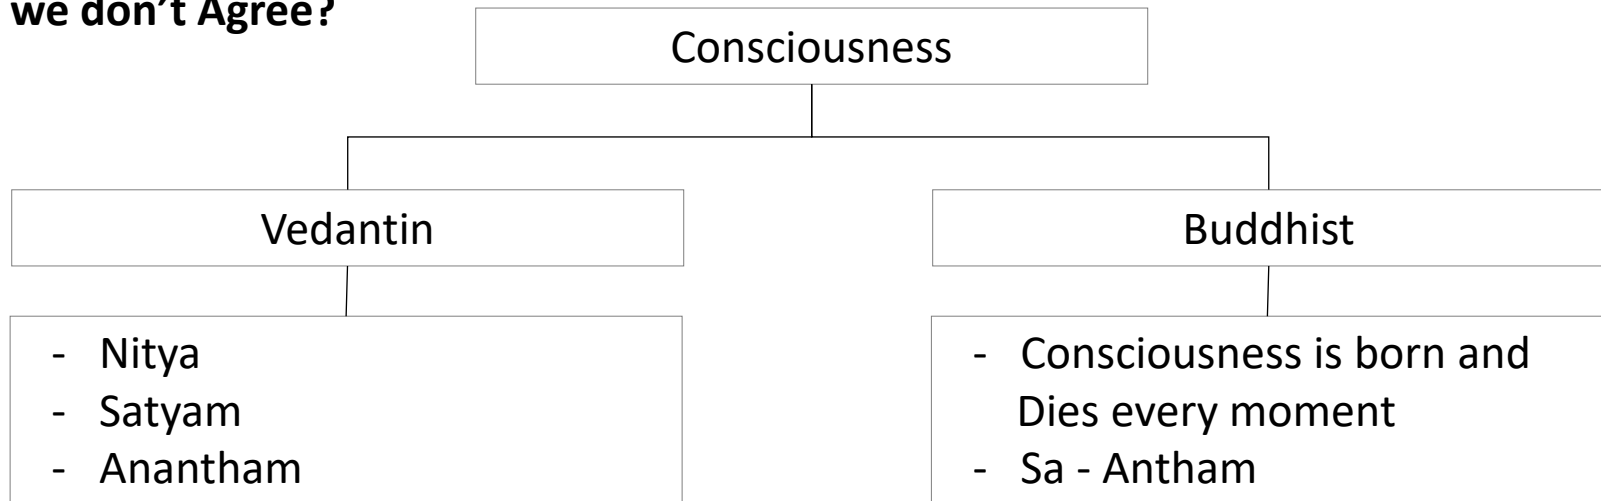 we don’t Agree?
Consciousness
Vedantin
Buddhist
- Nitya
- Satyam
- Anantham
- Consciousness is born and
Dies every moment
- Sa - Antham